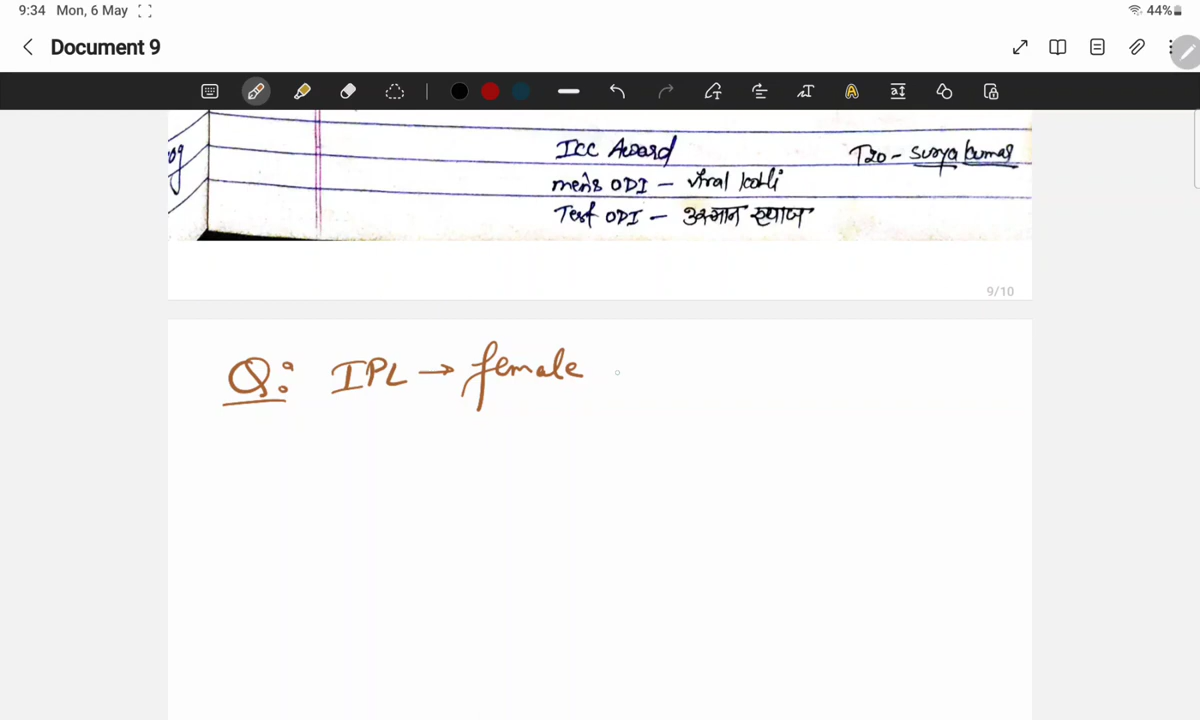 9:34 Mon, 6 May 44%
Document 9
ICC Award T20 - surya kumar
men's ODI - viral kohli
Test ODI - उस्मान ख्वाजा
9/10
Q: IPL → female